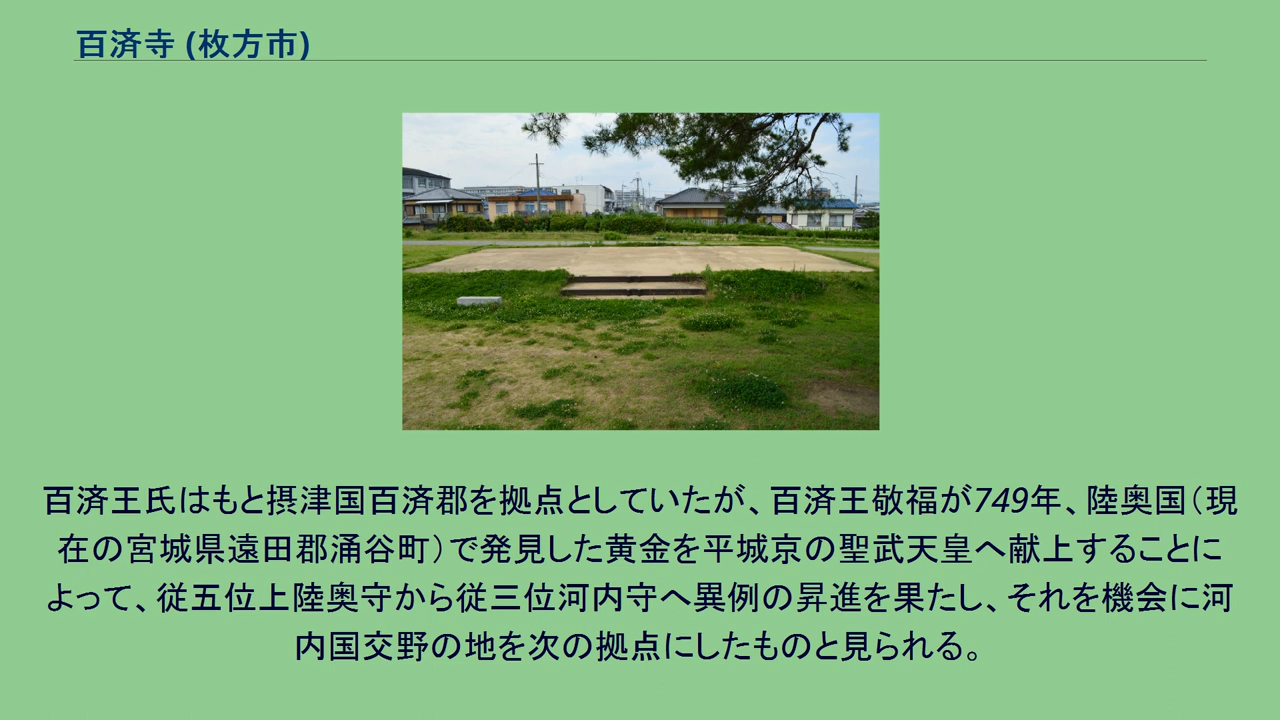 百済寺 (枚方市)
百済王氏はもと摂津国百済郡を拠点としていたが、百済王敬福が749年、陸奥国（現
在の宮城県遠田郡涌谷町）で発見した黄金を平城京の聖武天皇へ献上することに
よって、従五位上陸奥守から従三位河内守へ異例の昇進を果たし、それを機会に河
内国交野の地を次の拠点にしたものと見られる。